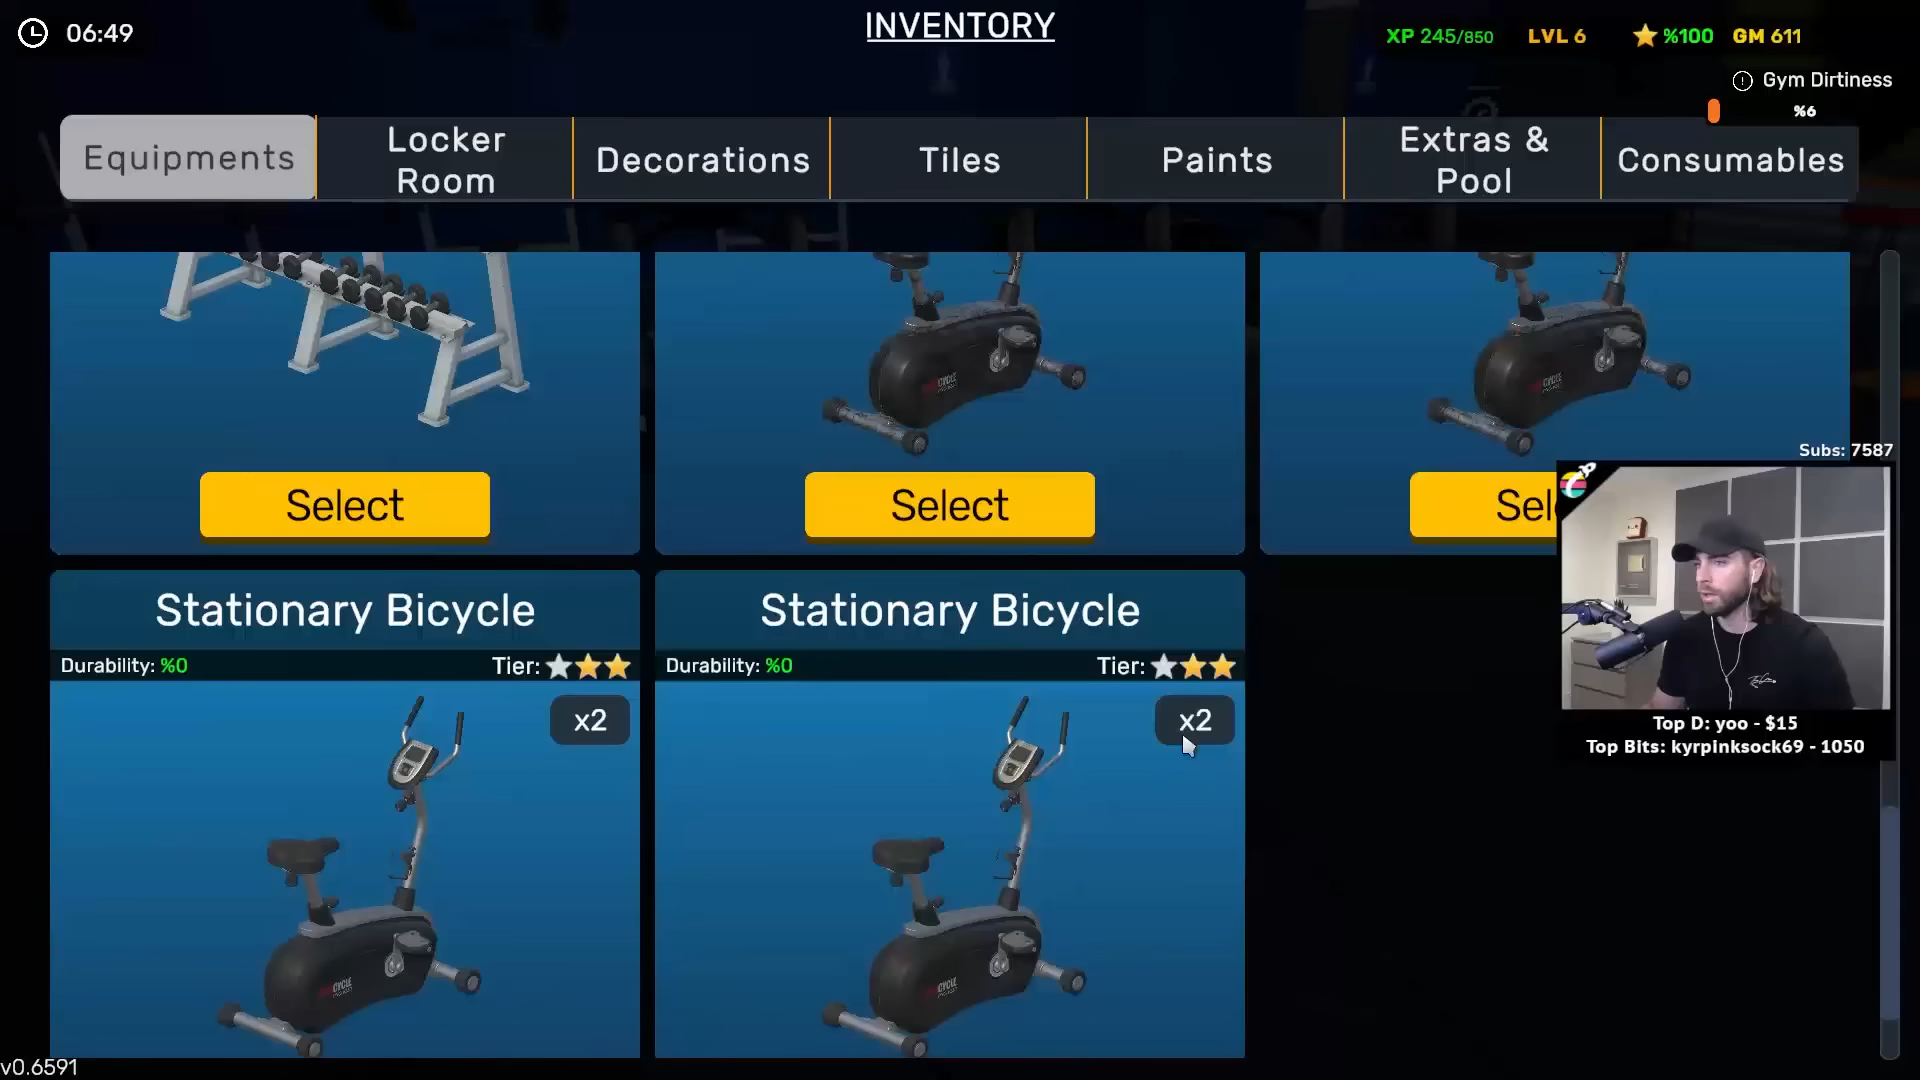 06:49
INVENTORY
XP 245/850 LVL 6 %100 GM 611
Gym Dirtiness
%6
Equipments
Locker
Room
Decorations
Tiles
Paints
Extras &
Pool
Consumables
Select
Select
Sel
Subs: 7587
Stationary Bicycle
Durability: %0 Tier:
x2
Stationary Bicycle
Durability: %0 Tier:
x2
Top D: yoo - $15
Top Bits: kyrpinksock69 - 1050
v0.6591